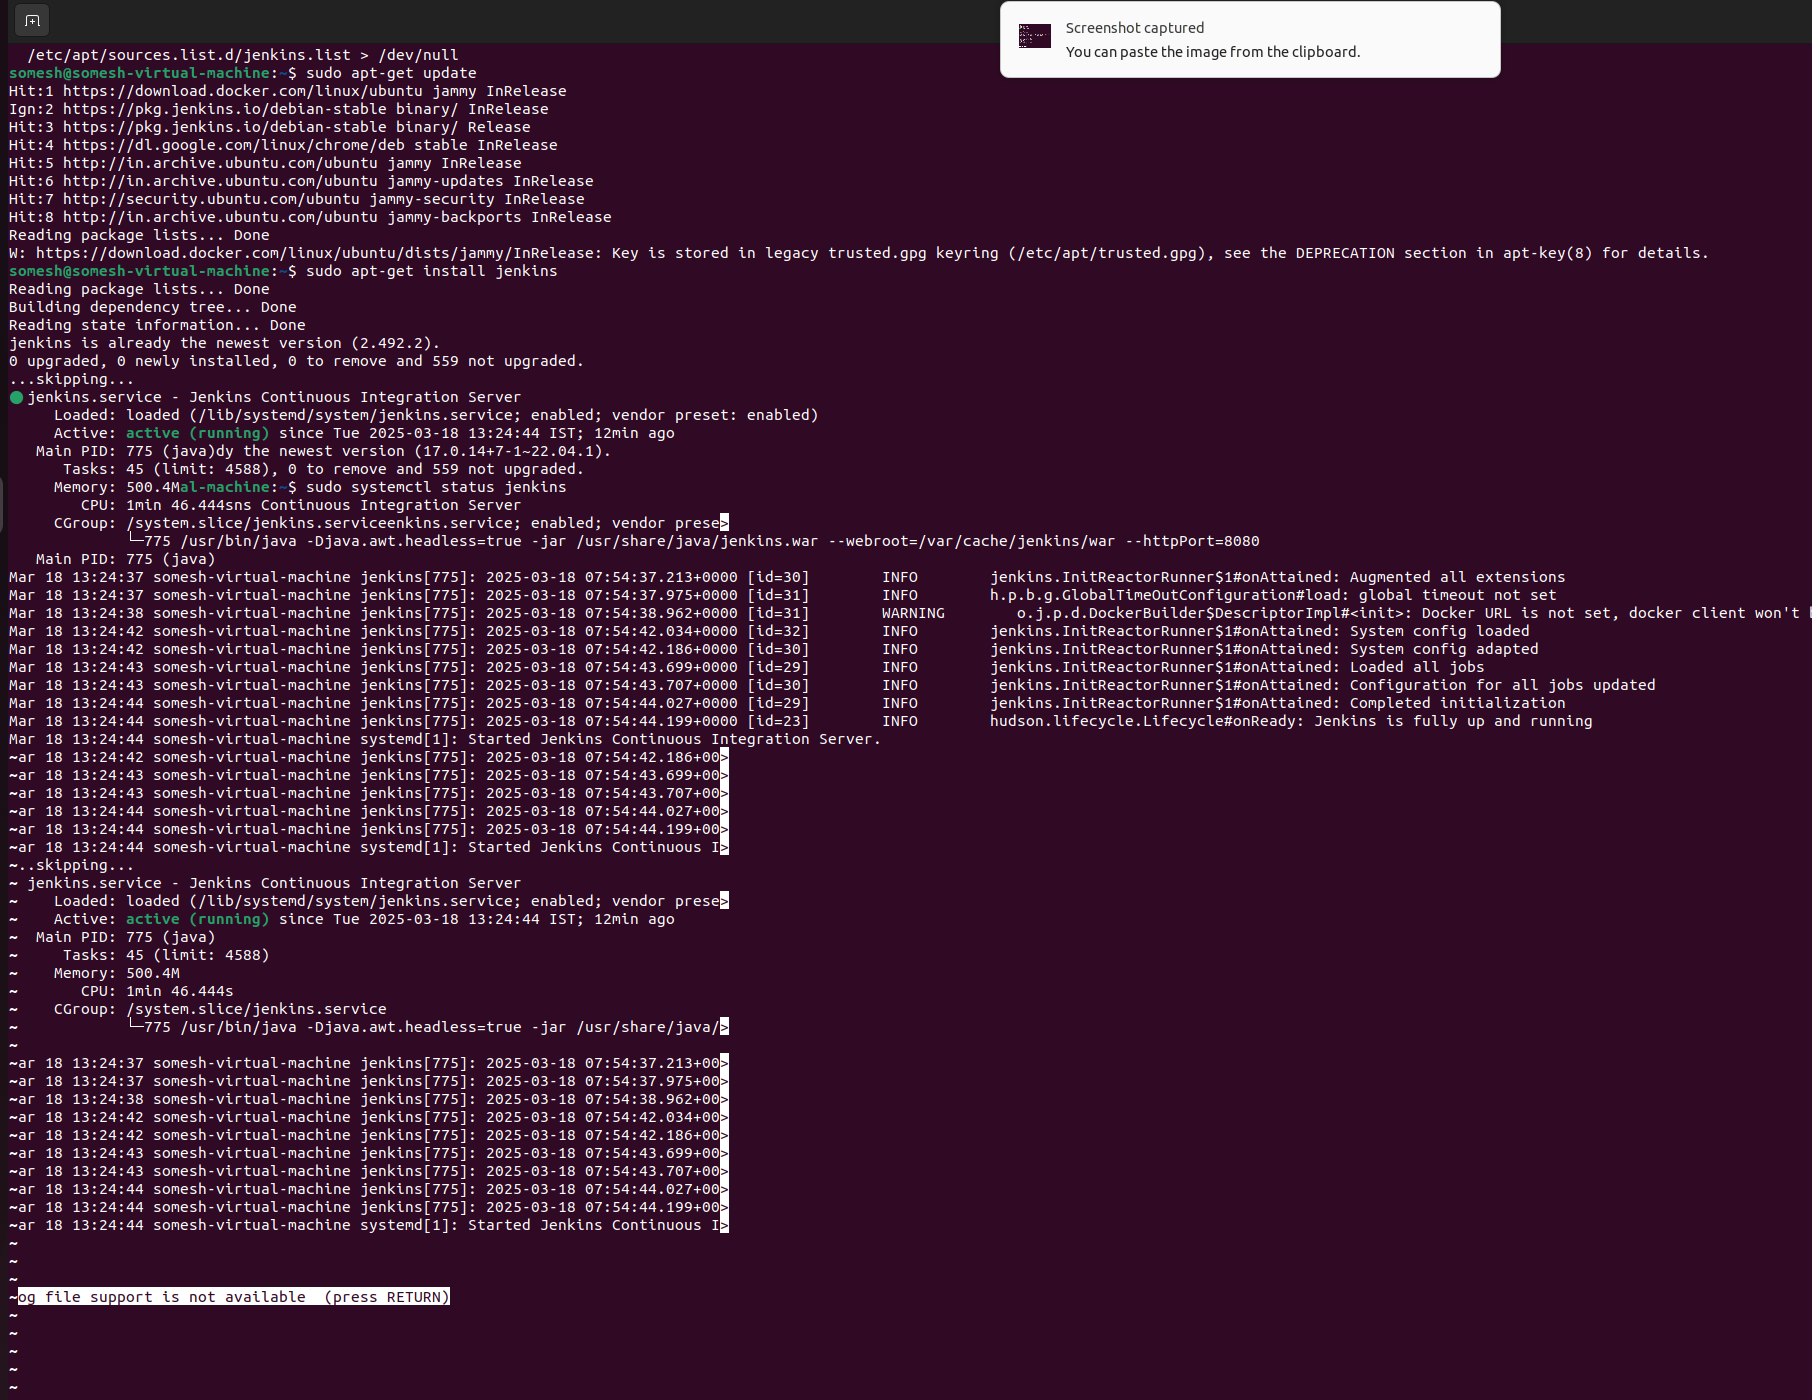 Screenshot captured
You can paste the image from the clipboard.
/etc/apt/sources.list.d/jenkins.list > /dev/null
somesh@somesh-virtual-machine:~$ sudo apt-get update
Hit:1 https://download.docker.com/linux/ubuntu jammy InRelease
Ign:2 https://pkg.jenkins.io/debian-stable binary/ InRelease
Hit:3 https://pkg.jenkins.io/debian-stable binary/ Release
Hit:4 https://dl.google.com/linux/chrome/deb stable InRelease
Hit:5 http://in.archive.ubuntu.com/ubuntu jammy InRelease
Hit:6 http://in.archive.ubuntu.com/ubuntu jammy-updates InRelease
Hit:7 http://security.ubuntu.com/ubuntu jammy-security InRelease
Hit:8 http://in.archive.ubuntu.com/ubuntu jammy-backports InRelease
Reading package lists... Done
W: https://download.docker.com/linux/ubuntu/dists/jammy/InRelease: Key is stored in legacy trusted.gpg keyring (/etc/apt/trusted.gpg), see the DEPRECATION section in apt-key(8) for details.
somesh@somesh-virtual-machine:~$ sudo apt-get install jenkins
Reading package lists... Done
Building dependency tree... Done
Reading state information... Done
jenkins is already the newest version (2.492.2).
0 upgraded, 0 newly installed, 0 to remove and 559 not upgraded.
...skipping...
● jenkins.service - Jenkins Continuous Integration Server
Loaded: loaded (/lib/systemd/system/jenkins.service; enabled; vendor preset: enabled)
Active: active (running) since Tue 2025-03-18 13:24:44 IST; 12min ago
Main PID: 775 (java)dy the newest version (17.0.14+7-1~22.04.1).
Tasks: 45 (limit: 4588), 0 to remove and 559 not upgraded.
Memory: 500.4Mal-machine:~$ sudo systemctl status jenkins
CPU: 1min 46.444sns Continuous Integration Server
CGroup: /system.slice/jenkins.serviceenkins.service; enabled; vendor prese>
└─775 /usr/bin/java -Djava.awt.headless=true -jar /usr/share/java/jenkins.war --webroot=/var/cache/jenkins/war --httpPort=8080
Main PID: 775 (java)
Mar 18 13:24:37 somesh-virtual-machine jenkins[775]: 2025-03-18 07:54:37.213+0000 [id=30] INFO jenkins.InitReactorRunner$1#onAttained: Augmented all extensions
Mar 18 13:24:37 somesh-virtual-machine jenkins[775]: 2025-03-18 07:54:37.975+0000 [id=31] INFO h.p.b.g.GlobalTimeOutConfiguration#load: global timeout not set
Mar 18 13:24:38 somesh-virtual-machine jenkins[775]: 2025-03-18 07:54:38.962+0000 [id=31] WARNING o.j.p.d.DockerBuilder$DescriptorImpl#<init>: Docker URL is not set, docker client won't
Mar 18 13:24:42 somesh-virtual-machine jenkins[775]: 2025-03-18 07:54:42.034+0000 [id=32] INFO jenkins.InitReactorRunner$1#onAttained: System config loaded
Mar 18 13:24:42 somesh-virtual-machine jenkins[775]: 2025-03-18 07:54:42.186+0000 [id=30] INFO jenkins.InitReactorRunner$1#onAttained: System config adapted
Mar 18 13:24:43 somesh-virtual-machine jenkins[775]: 2025-03-18 07:54:43.699+0000 [id=29] INFO jenkins.InitReactorRunner$1#onAttained: Loaded all jobs
Mar 18 13:24:43 somesh-virtual-machine jenkins[775]: 2025-03-18 07:54:43.707+0000 [id=30] INFO jenkins.InitReactorRunner$1#onAttained: Configuration for all jobs updated
Mar 18 13:24:44 somesh-virtual-machine jenkins[775]: 2025-03-18 07:54:44.027+0000 [id=29] INFO jenkins.InitReactorRunner$1#onAttained: Completed initialization
Mar 18 13:24:44 somesh-virtual-machine jenkins[775]: 2025-03-18 07:54:44.199+0000 [id=23] INFO hudson.lifecycle.Lifecycle#onReady: Jenkins is fully up and running
Mar 18 13:24:44 somesh-virtual-machine systemd[1]: Started Jenkins Continuous Integration Server.
~ar 18 13:24:42 somesh-virtual-machine jenkins[775]: 2025-03-18 07:54:42.186+00>
~ar 18 13:24:43 somesh-virtual-machine jenkins[775]: 2025-03-18 07:54:43.699+00>
~ar 18 13:24:43 somesh-virtual-machine jenkins[775]: 2025-03-18 07:54:43.707+00>
~ar 18 13:24:44 somesh-virtual-machine jenkins[775]: 2025-03-18 07:54:44.027+00>
~ar 18 13:24:44 somesh-virtual-machine jenkins[775]: 2025-03-18 07:54:44.199+00>
~ar 18 13:24:44 somesh-virtual-machine systemd[1]: Started Jenkins Continuous I>
~..skipping...
~ jenkins.service - Jenkins Continuous Integration Server
~ Loaded: loaded (/lib/systemd/system/jenkins.service; enabled; vendor prese>
~ Active: active (running) since Tue 2025-03-18 13:24:44 IST; 12min ago
~ Main PID: 775 (java)
~ Tasks: 45 (limit: 4588)
~ Memory: 500.4M
~ CPU: 1min 46.444s
~ CGroup: /system.slice/jenkins.service
~ └─775 /usr/bin/java -Djava.awt.headless=true -jar /usr/share/java/>
~
~ar 18 13:24:37 somesh-virtual-machine jenkins[775]: 2025-03-18 07:54:37.213+00>
~ar 18 13:24:37 somesh-virtual-machine jenkins[775]: 2025-03-18 07:54:37.975+00>
~ar 18 13:24:38 somesh-virtual-machine jenkins[775]: 2025-03-18 07:54:38.962+00>
~ar 18 13:24:42 somesh-virtual-machine jenkins[775]: 2025-03-18 07:54:42.034+00>
~ar 18 13:24:42 somesh-virtual-machine jenkins[775]: 2025-03-18 07:54:42.186+00>
~ar 18 13:24:43 somesh-virtual-machine jenkins[775]: 2025-03-18 07:54:43.699+00>
~ar 18 13:24:43 somesh-virtual-machine jenkins[775]: 2025-03-18 07:54:43.707+00>
~ar 18 13:24:44 somesh-virtual-machine jenkins[775]: 2025-03-18 07:54:44.027+00>
~ar 18 13:24:44 somesh-virtual-machine jenkins[775]: 2025-03-18 07:54:44.199+00>
~ar 18 13:24:44 somesh-virtual-machine systemd[1]: Started Jenkins Continuous I>
~
~
~
~og file support is not available (press RETURN)
~
~
~
~
~